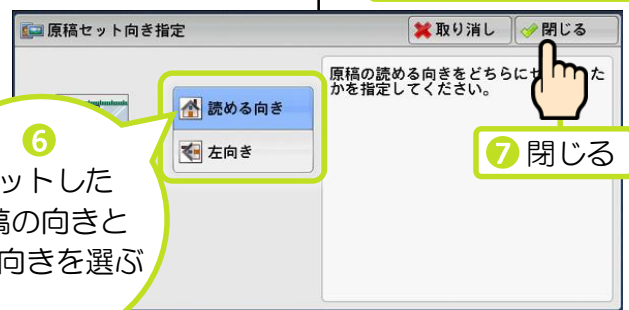 原稿セット向き指定
取り消し
閉じる
読める向き
左向き
原稿の読める向きをどちらにセ た
かを指定してください。
6
ットした
稿の向きと
向きを選ぶ
7 閉じる